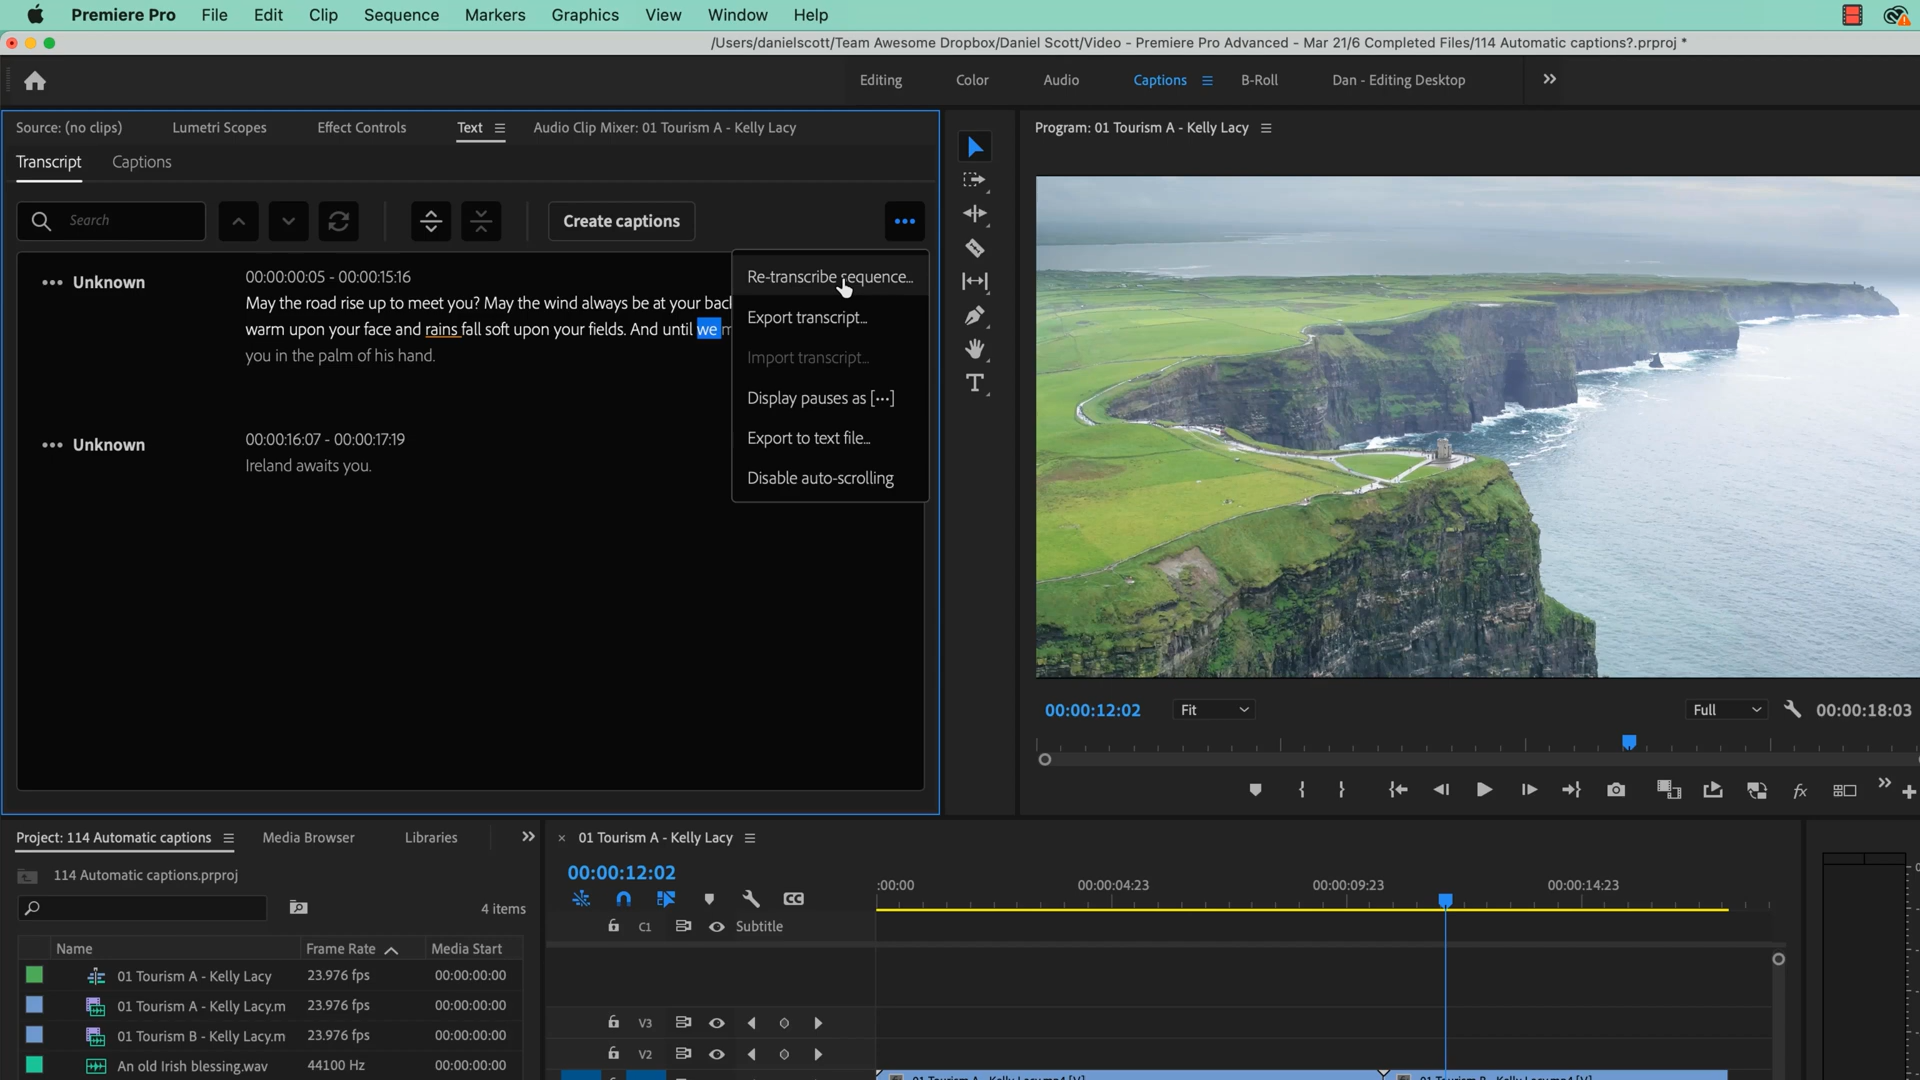 Premiere Pro File Edit Clip Sequence Markers Graphics View Window Help
/Users/danielscott/Team Awesome Dropbox/Daniel Scott/Video - Premiere Pro Advanced - Mar 21/6 Completed Files/114 Automatic captions?.prproj *
Editing Color Audio Captions B-Roll Dan - Editing Desktop
Source: (no clips) Lumetri Scopes Effect Controls Text Audio Clip Mixer: 01 Tourism A - Kelly Lacy
Program: 01 Tourism A - Kelly Lacy
Transcript Captions
Search
Create captions
Unknown
00:00:00:05 - 00:00:15:16
May the road rise up to meet you? May the wind always be at your back
warm upon your face and rains fall soft upon your fields. And until we
you in the palm of his hand.
Unknown
00:00:16:07 - 00:00:17:19
Ireland awaits you.
Re-transcribe sequence...
Export transcript...
Import transcript...
Display pauses as [...]
Export to text file...
Disable auto-scrolling
00:00:12:02 Fit Full 00:00:18:03
Project: 114 Automatic captions Media Browser Libraries
114 Automatic captions.prproj
4 items
Name Frame Rate Media Start
01 Tourism A - Kelly Lacy 23.976 fps 00:00:00:00
01 Tourism A - Kelly Lacy.m 23.976 fps 00:00:00:00
01 Tourism B - Kelly Lacy.m 23.976 fps 00:00:00:00
An old Irish blessing.wav 44100 Hz 00:00:00:00
01 Tourism A - Kelly Lacy
00:00:12:02
:00:00 00:00:04:23 00:00:09:23 00:00:14:23
CC
C1 Subtitle
V3
V2
01 Tourism A - Kelly Lacy.mp4 [V] 01 Tourism B - Kelly Lacy.mp4 [V]